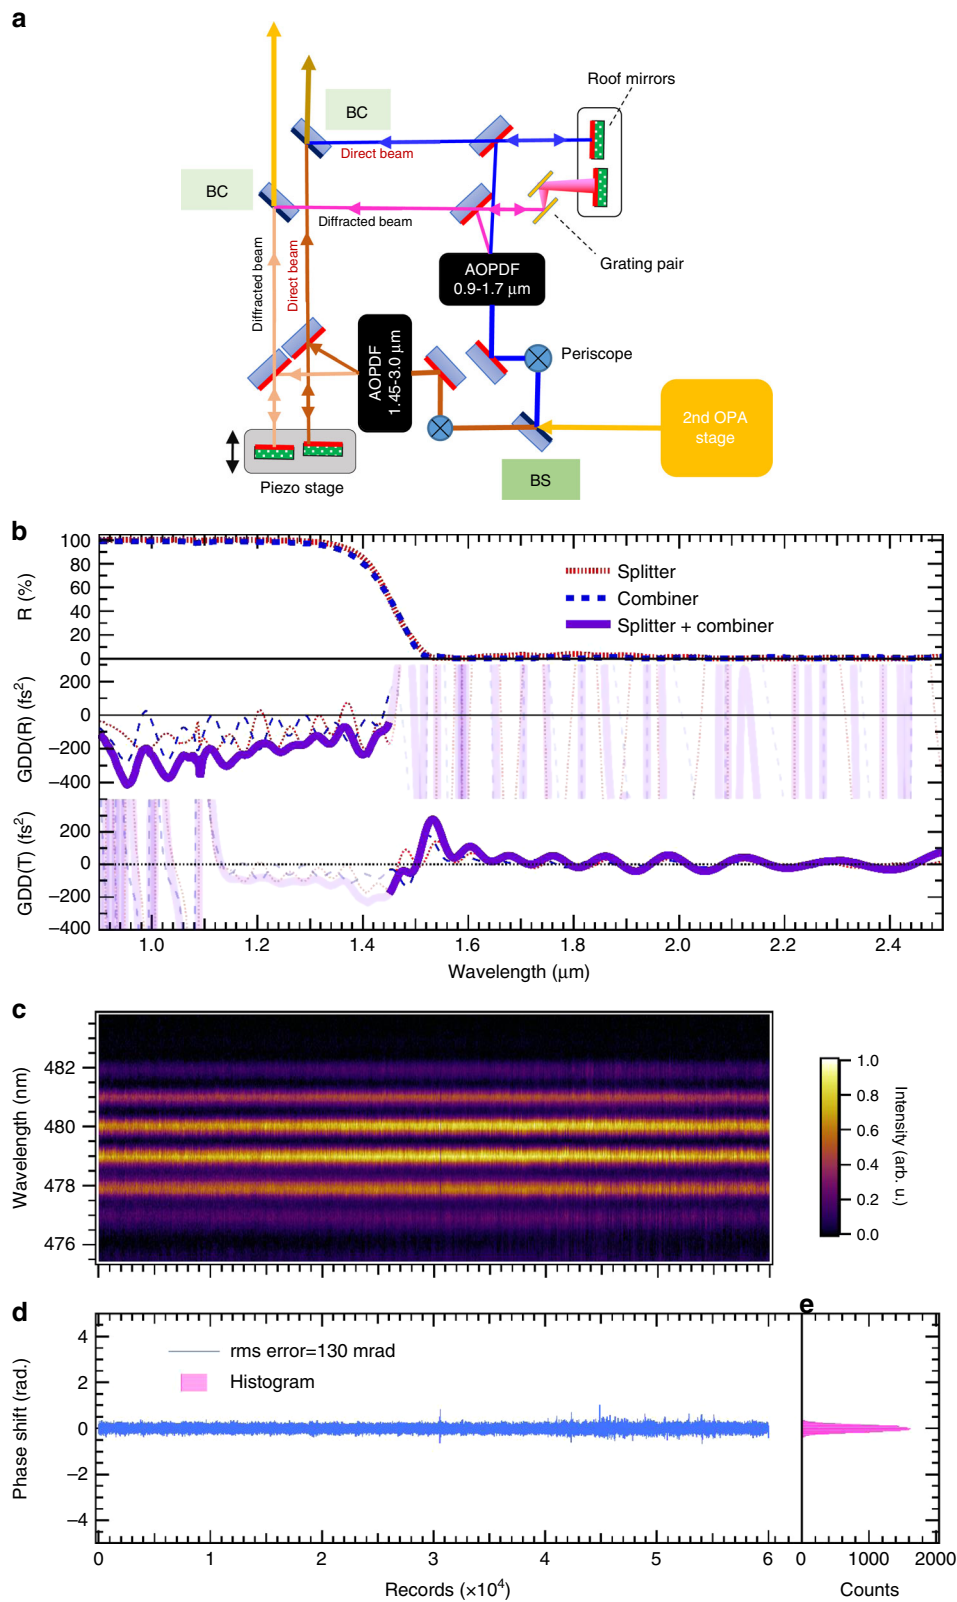 a
Roof mirrors
BC
Direct beam
BC
Diffracted beam
Grating pair
AOPDF
0.9-1.7 μm
Diffracted beam
Direct beam
AOPDF
1.45-3.0 μm
Periscope
2nd OPA
stage
BS
Piezo stage
b
R (%)
100
80
60
40
20
0
Splitter
Combiner
Splitter + combiner
GDD(R) (fs²)
200
0
−200
−400
GDD(T) (fs²)
200
0
−200
−400
1.0 1.2 1.4 1.6 1.8 2.0 2.2 2.4
Wavelength (μm)
c
Wavelength (nm)
482
480
478
476
1.0
0.8
0.6
0.4
0.2
0.0
Intensity (arb. u.)
d
Phase shift (rad.)
4
2
0
−2
−4
rms error=130 mrad
Histogram
0 1 2 3 4 5 6
Records (×10⁴)
e
0 1000 2000
Counts